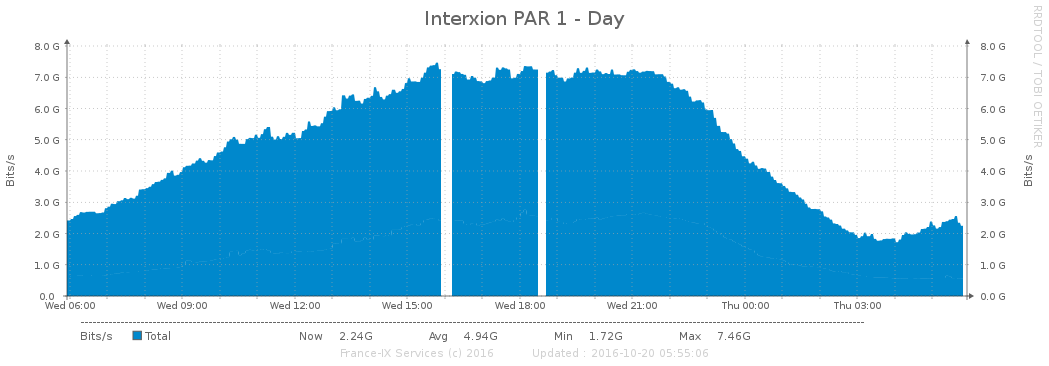 Interxion PAR 1 - Day
RRDTOOL / TOBI OETIKER
Bits/s
8.0 G 8.0 G
7.0 G 7.0 G
6.0 G 6.0 G
5.0 G 5.0 G
4.0 G 4.0 G
3.0 G 3.0 G
2.0 G 2.0 G
1.0 G 1.0 G
0.0 0.0 G
Bits/s
Wed 06:00 Wed 09:00 Wed 12:00 Wed 15:00 Wed 18:00 Wed 21:00 Thu 00:00 Thu 03:00
Bits/s Total Now 2.24G Avg 4.94G Min 1.72G Max 7.46G
France-IX Services (c) 2016 Updated : 2016-10-20 05:55:06